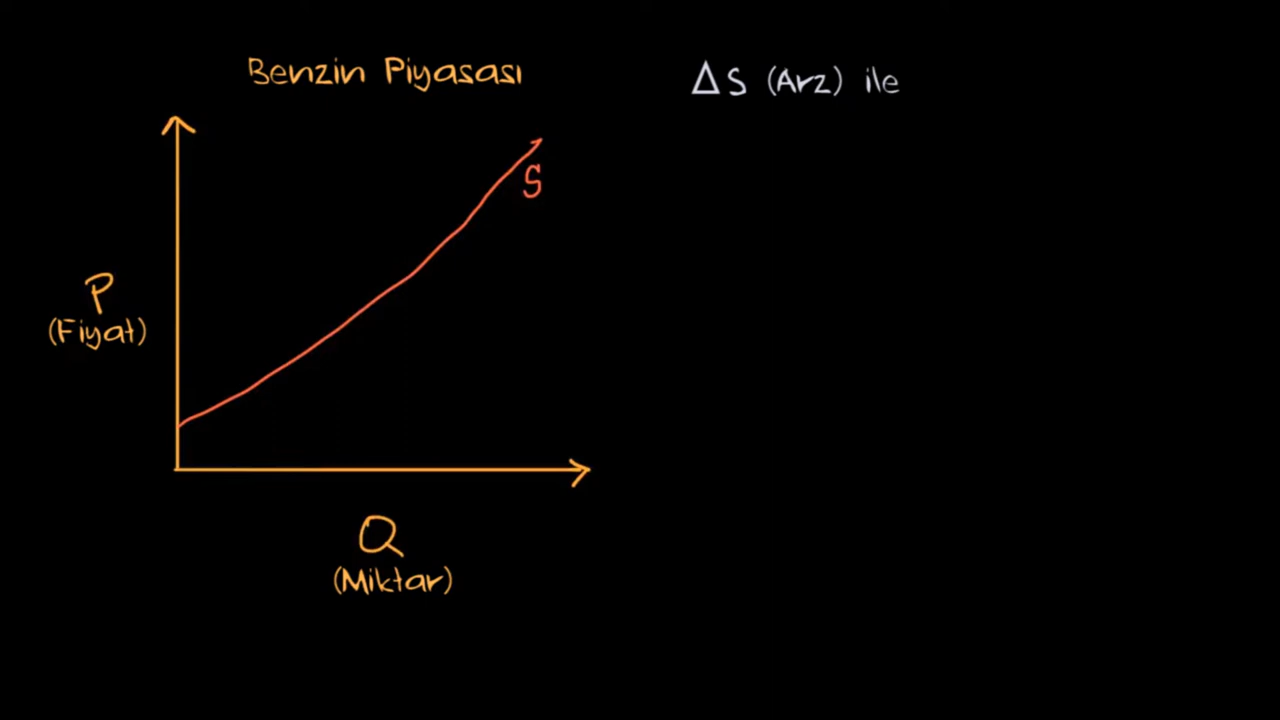 Benzin Piyasası
ΔS (Arz) ile
S
P
(Fiyat)
Q
(Miktar)